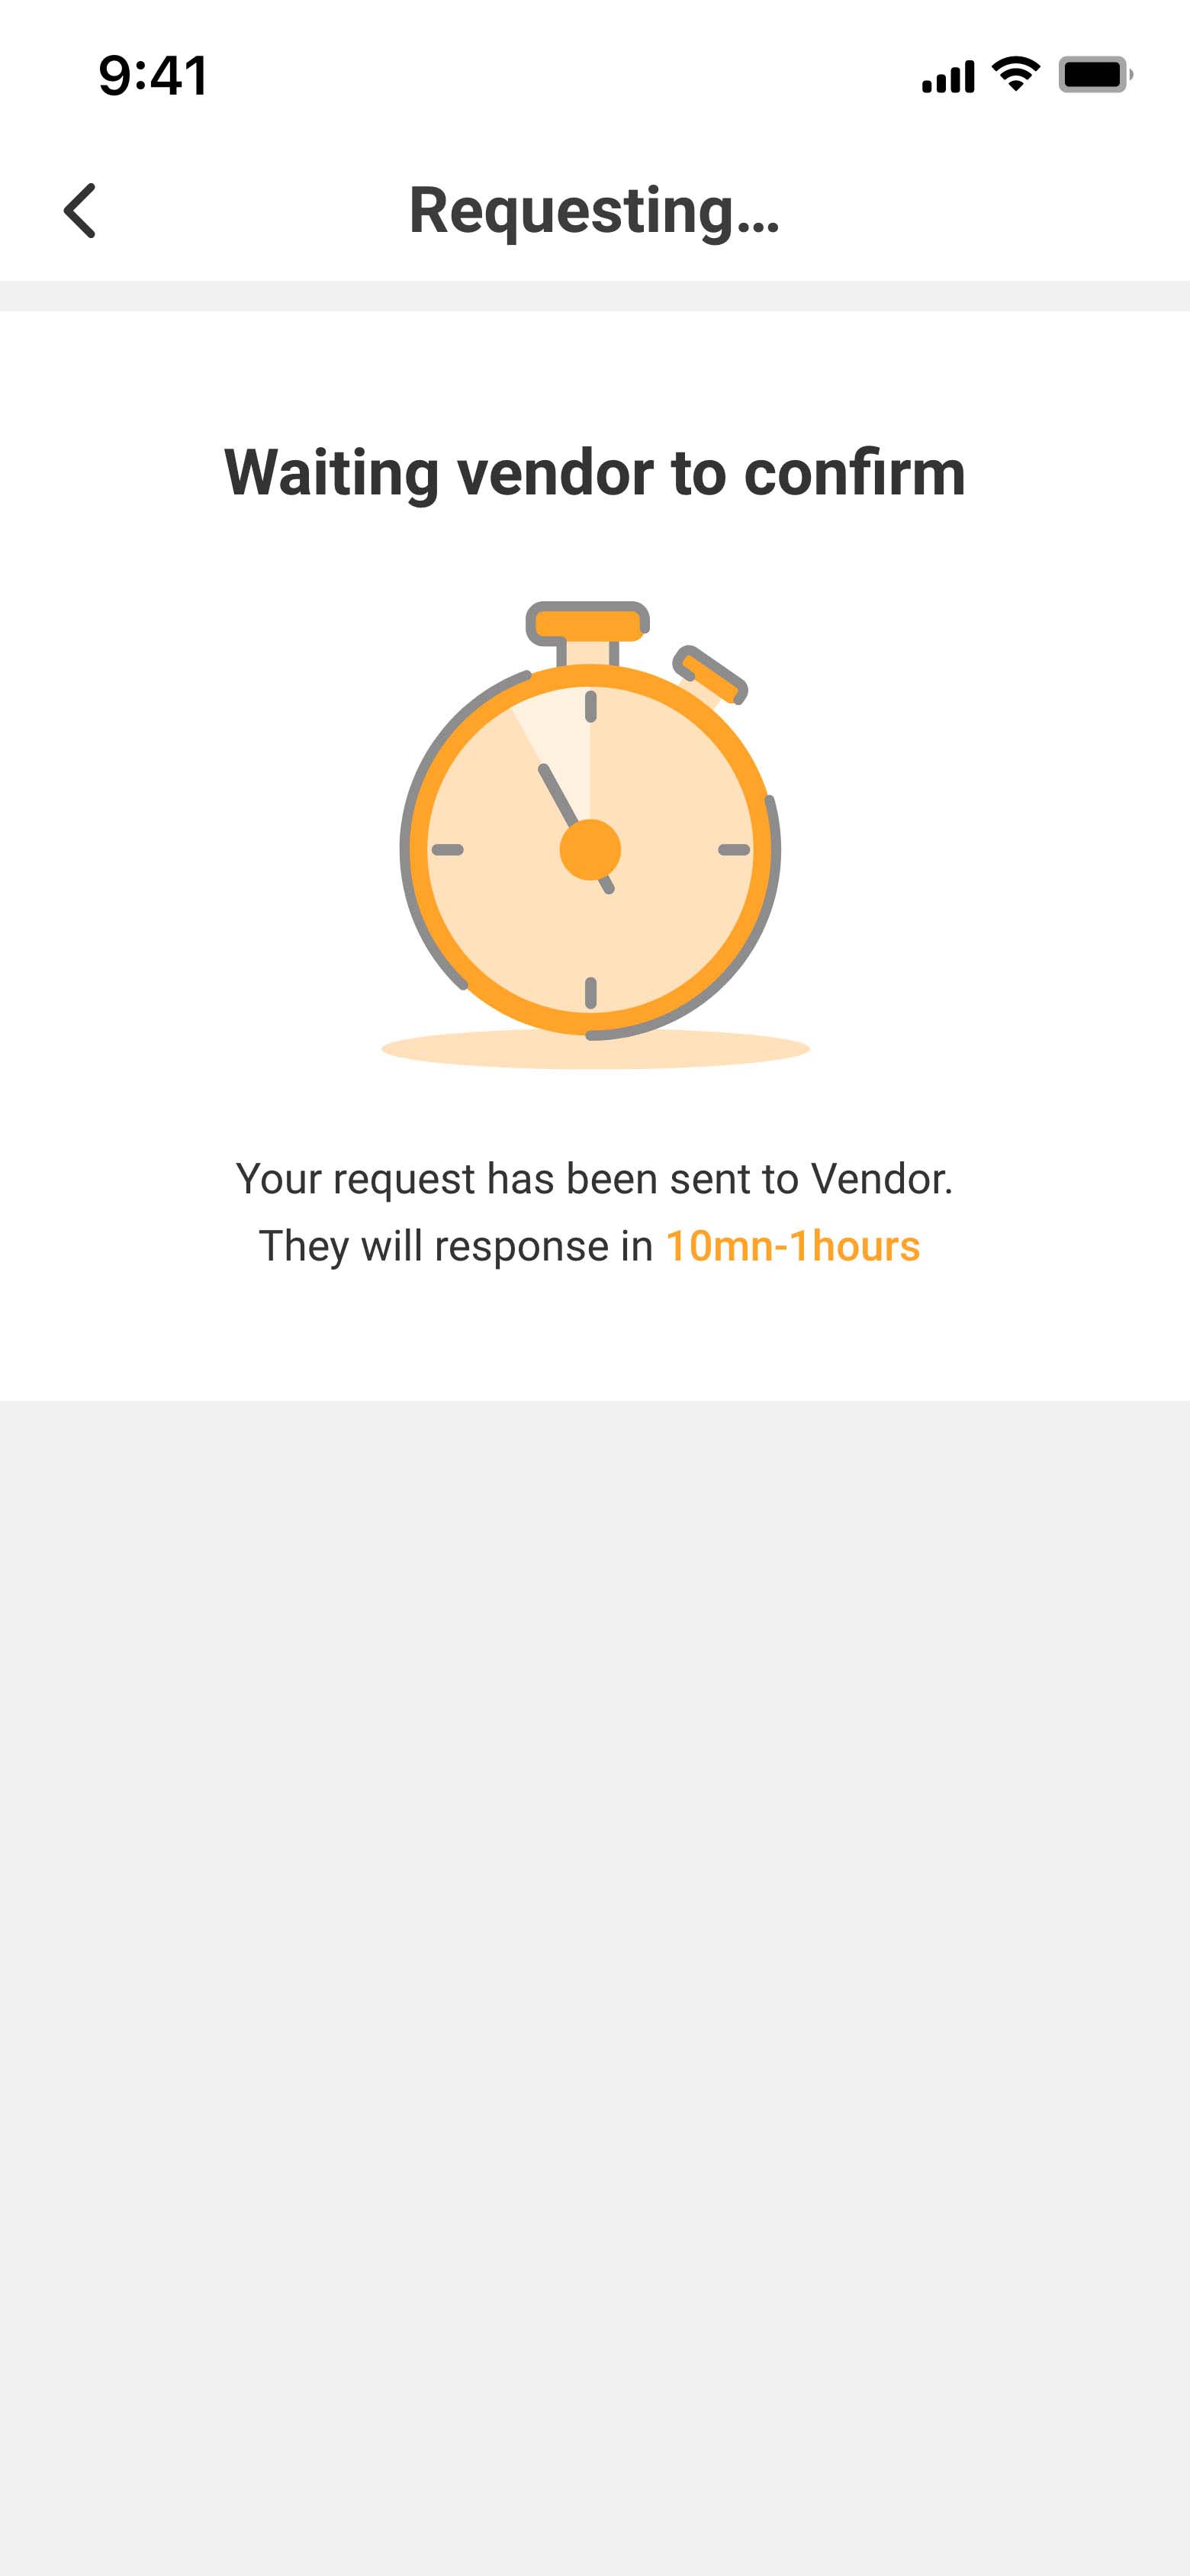 9:41
Requesting...
Waiting vendor to confirm
Your request has been sent to Vendor.
They will response in 10mn-1hours